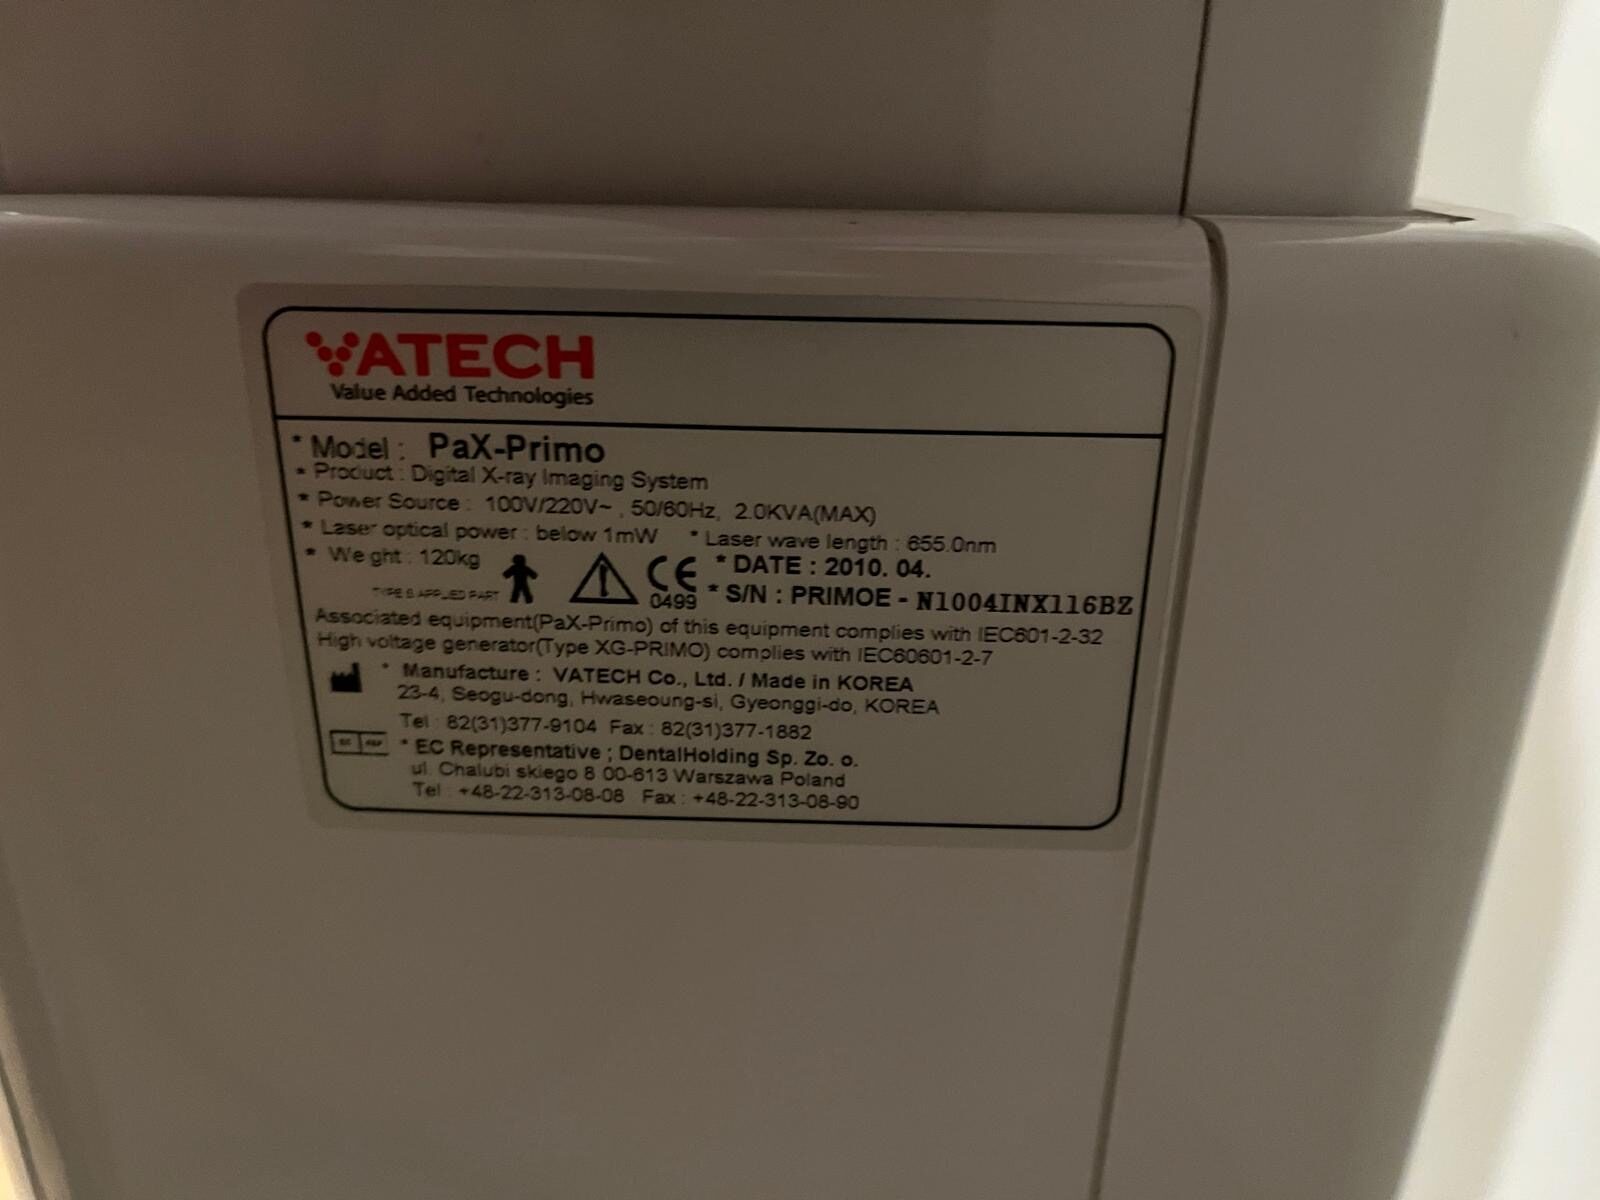 VATECH
Value Added Technologies
* Model : PaX-Primo
* Product : Digital X-ray Imaging System
* Power Source : 100V/220V~ , 50/60Hz, 2.0KVA(MAX)
* Laser optical power : below 1mW * Laser wave length : 655.0nm
* Weight : 120kg * DATE : 2010. 04.
TYPE B APPLIED PART CE 0499 * S/N : PRIMOE - N1004INX116BZ
Associated equipment(PaX-Primo) of this equipment complies with IEC601-2-32
High voltage generator(Type XG-PRIMO) complies with IEC60601-2-7
* Manufacture : VATECH Co., Ltd. / Made in KOREA
23-4, Seogu-dong, Hwaseoung-si, Gyeonggi-do, KOREA
Tel : 82(31)377-9104 Fax : 82(31)377-1882
EC REP * EC Representative ; DentalHolding Sp. Zo. o.
ul. Chalubi skiego 8 00-613 Warszawa Poland
Tel : +48-22-313-08-08 Fax : +48-22-313-08-90